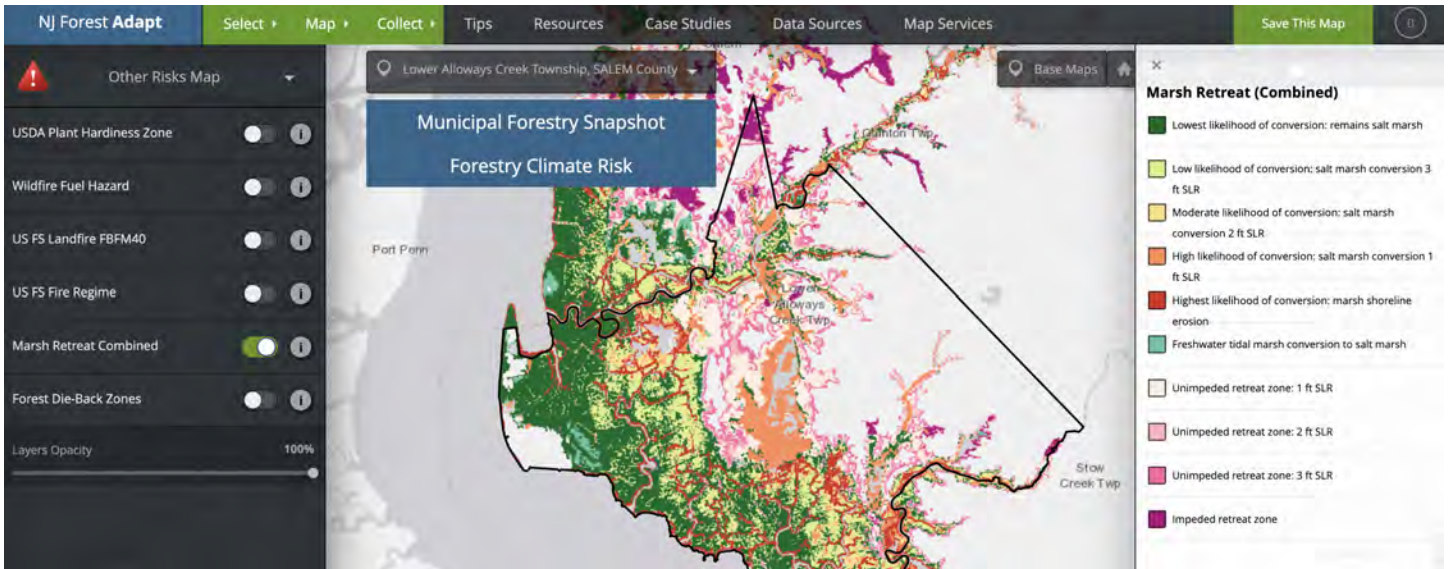 NJ Forest Adapt
Select
Map
Collect
Tips
Resources
Case Studies
Data Sources
Map Services
Save This Map
0
Other Risks Map
USDA Plant Hardiness Zone
Wildfire Fuel Hazard
US FS Landfire FBFM40
US FS Fire Regime
Marsh Retreat Combined
Forest Die-Back Zones
Layers Opacity
100%
Lower Alloways Creek Township, SALEM County
Municipal Forestry Snapshot
Forestry Climate Risk
Base Maps
Salem
Quinton Twp
Port Penn
Lower
Alloways
Creek Twp
Stow
Creek Twp
Marsh Retreat (Combined)
Lowest likelihood of conversion: remains salt marsh
Low likelihood of conversion: salt marsh conversion 3
ft SLR
Moderate likelihood of conversion: salt marsh
conversion 2 ft SLR
High likelihood of conversion: salt marsh conversion 1
ft SLR
Highest likelihood of conversion: marsh shoreline
erosion
Freshwater tidal marsh conversion to salt marsh
Unimpeded retreat zone: 1 ft SLR
Unimpeded retreat zone: 2 ft SLR
Unimpeded retreat zone: 3 ft SLR
Impeded retreat zone